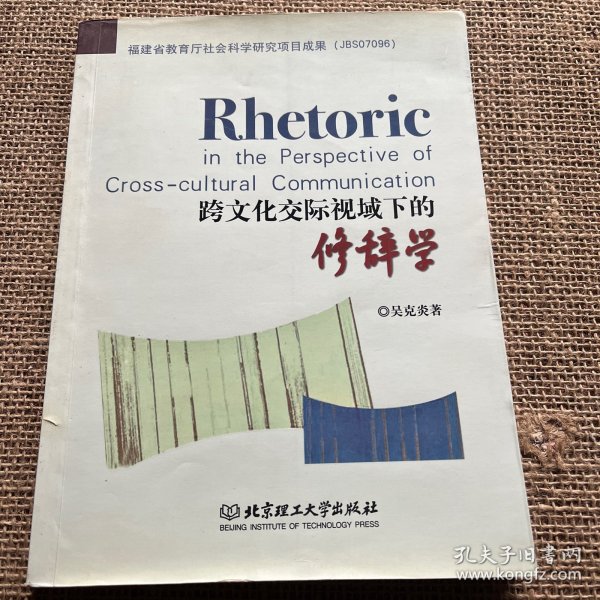 福建省教育厅社会科学研究项目成果（JBS07096）
Rhetoric
in the Perspective of
Cross-cultural Communication
跨文化交际视域下的
修辞学
◎吴克炎著
北京理工大学出版社
BEIJING INSTITUTE OF TECHNOLOGY PRESS
孔夫子旧书网
www.kongfz.com